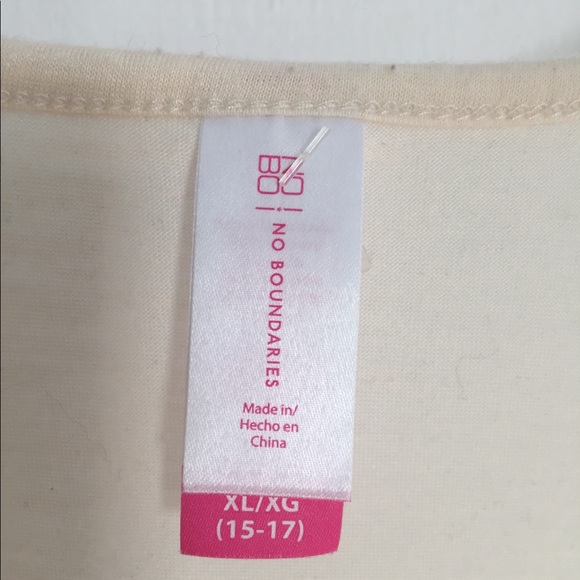 NO
BO
NO BOUNDARIES
Made in/
Hecho en
China
XL/XG
(15-17)